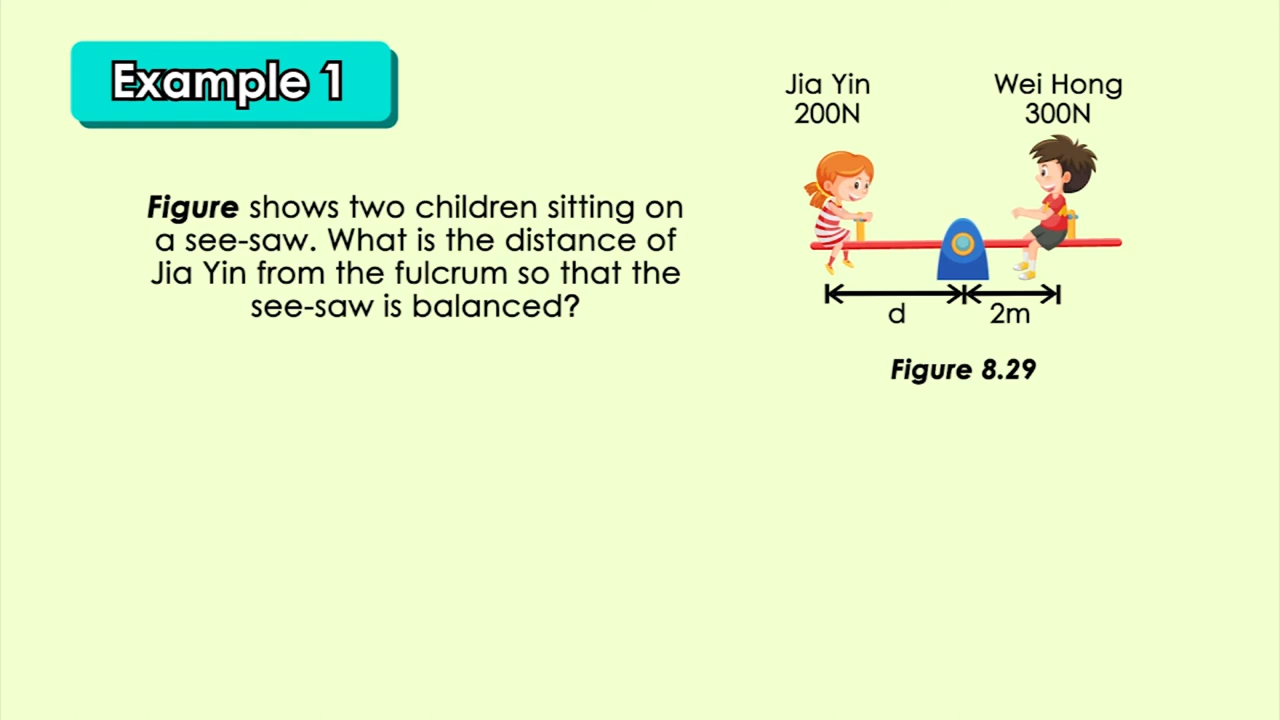 Example 1
Figure shows two children sitting on
a see-saw. What is the distance of
Jia Yin from the fulcrum so that the
see-saw is balanced?
Jia Yin
200N
Wei Hong
300N
d
2m
Figure 8.29